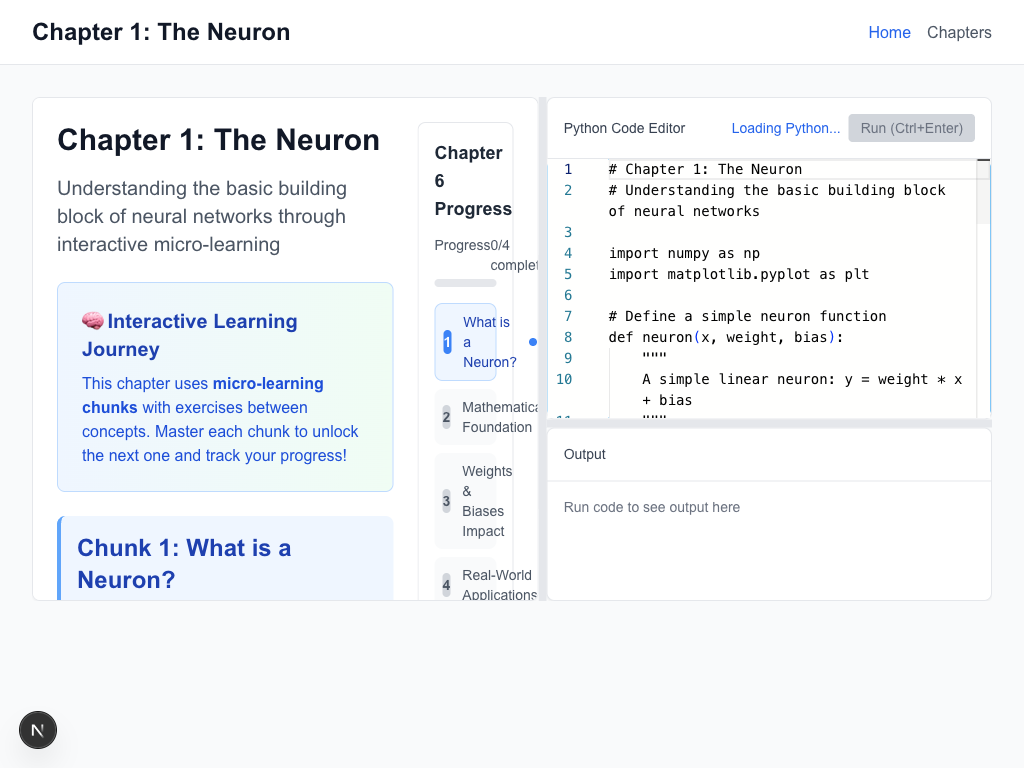 Chapter 1: The Neuron
Home
Chapters
Chapter 1: The Neuron
Understanding the basic building
block of neural networks through
interactive micro-learning
Interactive Learning
Journey
This chapter uses micro-learning
chunks with exercises between
concepts. Master each chunk to unlock
the next one and track your progress!
Chunk 1: What is a
Neuron?
Chapter
6
Progress
Progress
0/4
complet
1
What is
a
Neuron?
2
Mathematica
Foundation
3
Weights
&
Biases
Impact
4
Real-World
Applications
Python Code Editor
Loading Python...
Run (Ctrl+Enter)
1 # Chapter 1: The Neuron
2 # Understanding the basic building block
of neural networks
3
4 import numpy as np
5 import matplotlib.pyplot as plt
6
7 # Define a simple neuron function
8 def neuron(x, weight, bias):
9 """
10 A simple linear neuron: y = weight * x
+ bias
11 """
Output
Run code to see output here
N